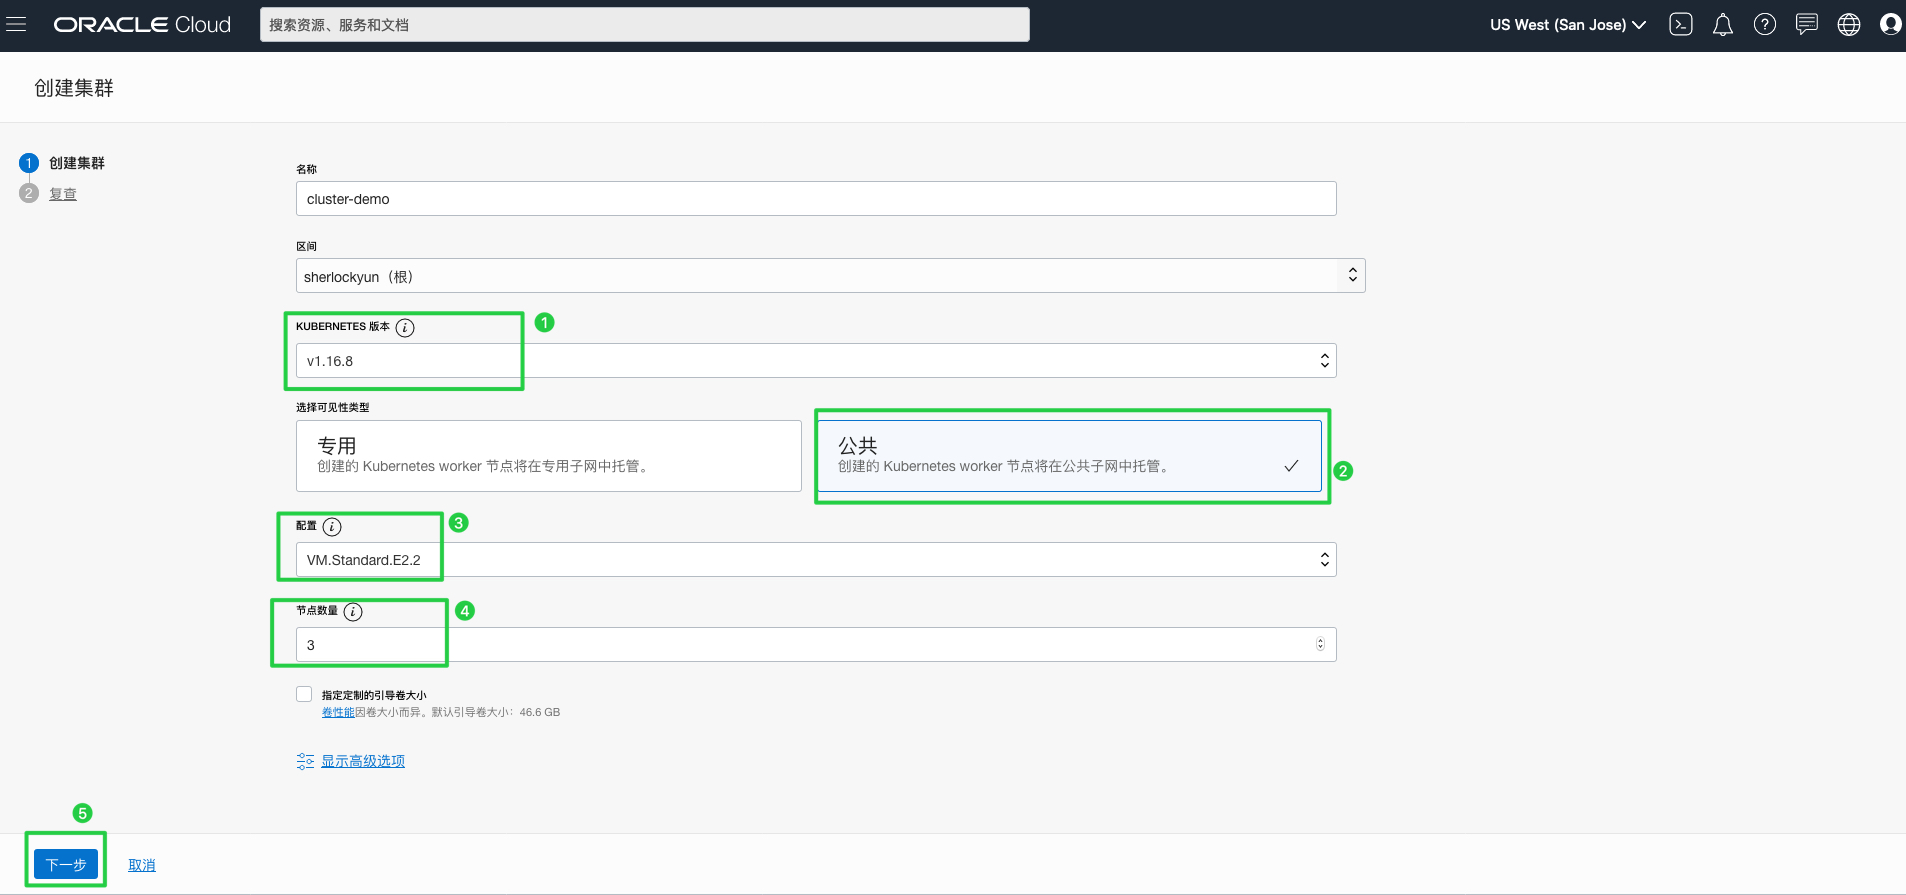 ORACLE Cloud
搜索资源、服务和文档
US West (San Jose)
创建集群
1 创建集群
2 复查
名称
cluster-demo
区间
sherlockyun（根）
KUBERNETES 版本 i
1
v1.16.8
选择可见性类型
专用
创建的 Kubernetes worker 节点将在专用子网中托管。
公共
创建的 Kubernetes worker 节点将在公共子网中托管。
2
配置 i
3
VM.Standard.E2.2
节点数量 i
4
3
指定定制的引导卷大小
卷性能因卷大小而异。默认引导卷大小：46.6 GB
显示高级选项
5
下一步
取消